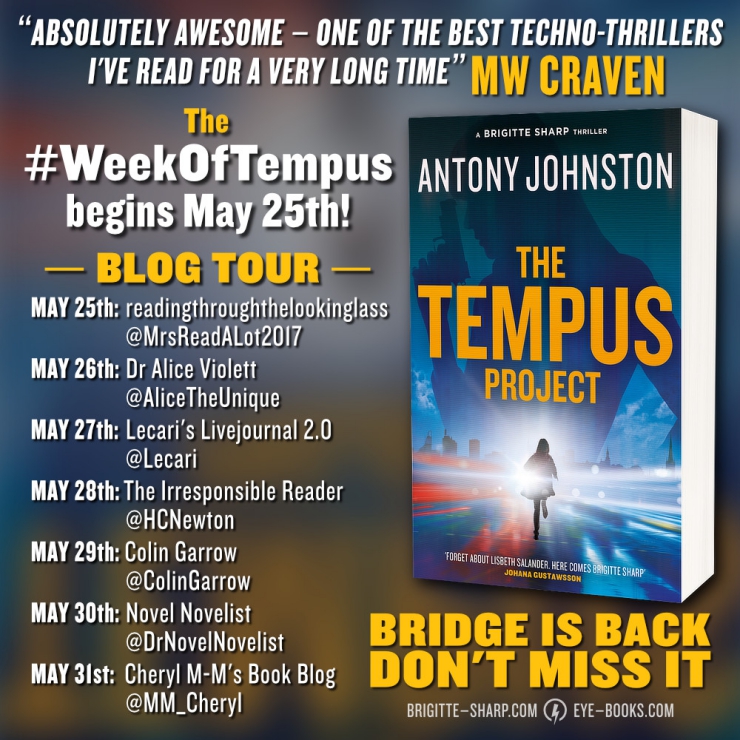 “ABSOLUTELY AWESOME – ONE OF THE BEST TECHNO-THRILLERS
I'VE READ FOR A VERY LONG TIME” MW CRAVEN
The
#WeekOfTempus
begins May 25th!
— BLOG TOUR —
MAY 25th: readingthroughthelookinglass
@MrsReadALot2017
MAY 26th: Dr Alice Violett
@AliceTheUnique
MAY 27th: Lecari's Livejournal 2.0
@Lecari
MAY 28th: The Irresponsible Reader
@HCNewton
MAY 29th: Colin Garrow
@ColinGarrow
MAY 30th: Novel Novelist
@DrNovelNovelist
MAY 31st: Cheryl M-M's Book Blog
@MM_Cheryl
A BRIGITTE SHARP THRILLER
ANTONY JOHNSTON
THE
TEMPUS
PROJECT
'FORGET ABOUT LISBETH SALANDER. HERE COMES BRIGITTE SHARP'
JOHANA GUSTAWSSON
BRIDGE IS BACK
DON'T MISS IT
BRIGITTE-SHARP.COM EYE-BOOKS.COM